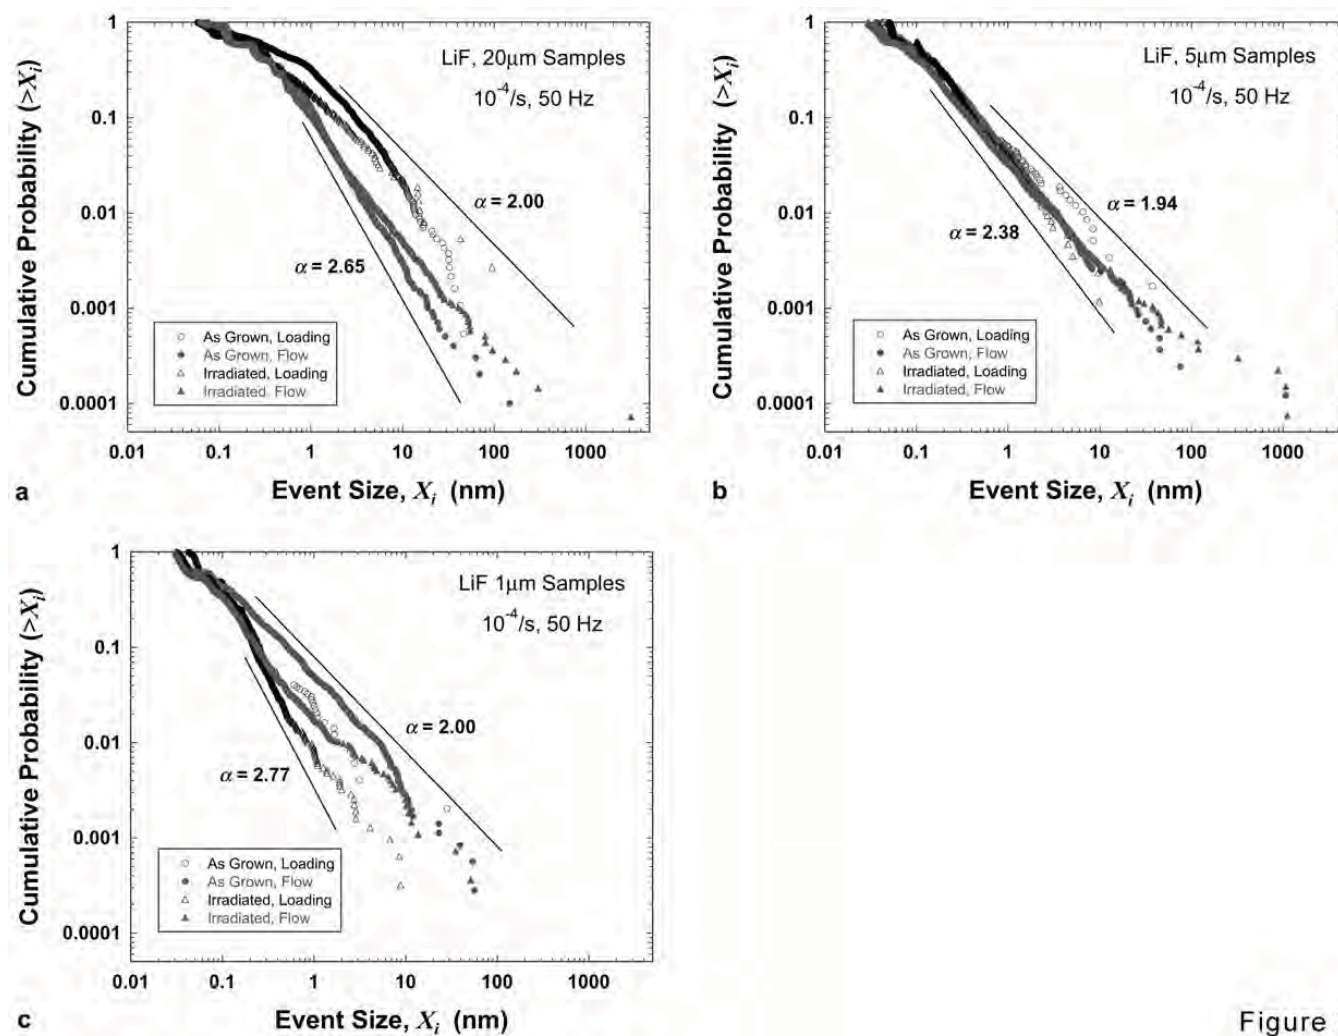 LiF, 20μm Samples
10⁻⁴/s, 50 Hz
Cumulative Probability (>Xᵢ)
1
0.1
0.01
0.001
0.0001
α = 2.00
α = 2.65
As Grown, Loading
As Grown, Flow
Irradiated, Loading
Irradiated, Flow
0.01 0.1 1 10 100 1000
a Event Size, Xᵢ (nm)
LiF, 5μm Samples
10⁻⁴/s, 50 Hz
Cumulative Probability (>Xᵢ)
1
0.1
0.01
0.001
0.0001
α = 1.94
α = 2.38
As Grown, Loading
As Grown, Flow
Irradiated, Loading
Irradiated, Flow
0.01 0.1 1 10 100 1000
b Event Size, Xᵢ (nm)
LiF 1μm Samples
10⁻⁴/s, 50 Hz
Cumulative Probability (>Xᵢ)
1
0.1
0.01
0.001
0.0001
α = 2.00
α = 2.77
As Grown, Loading
As Grown, Flow
Irradiated, Loading
Irradiated, Flow
0.01 0.1 1 10 100 1000
c Event Size, Xᵢ (nm)
Figure